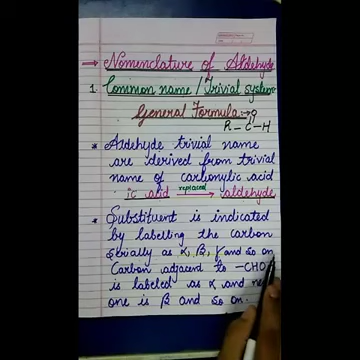 → Nomenclature of Aldehyde
1. Common name / Trivial system
General Formula :→ O
R – C – H
* Aldehyde trivial name
are derived from trivial
name of carboxylic acid
ic acid replaced → aldehyde
* Substituent is indicated
by labelling the carbon
serially as α, β, γ and so on
Carbon adjacent to –CHO
is labeled as α and
one is β and so on.